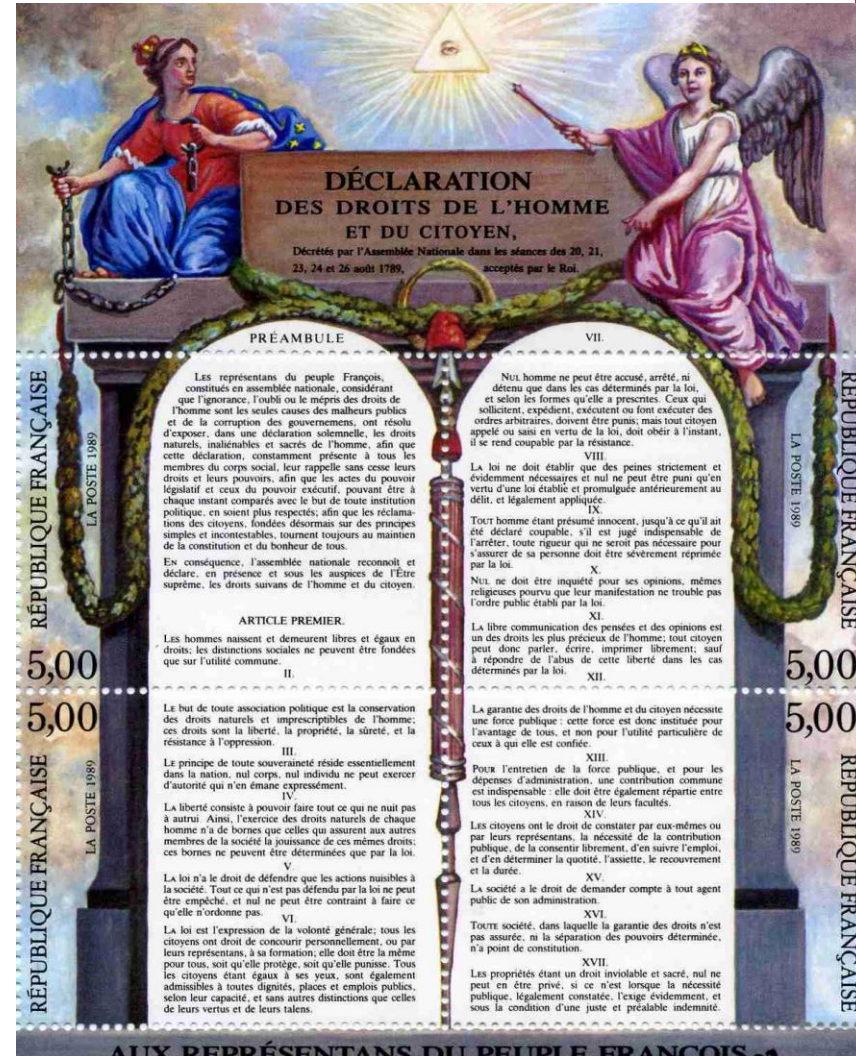 DÉCLARATION
DES DROITS DE L'HOMME
ET DU CITOYEN,
Décrétés par l'Assemblée Nationale dans les séances des 20, 21,
23, 24 et 26 août 1789, acceptés par le Roi.
PRÉAMBULE
LES représentans du peuple François,
constitués en assemblée nationale, considérant
que l'ignorance, l'oubli ou le mépris des droits de
l'homme sont les seules causes des malheurs publics
et de la corruption des gouvernemens, ont résolu
d'exposer, dans une déclaration solemnelle, les droits
naturels, inaliénables et sacrés de l'homme, afin que
cette déclaration, constamment présente à tous les
membres du corps social, leur rappelle sans cesse leurs
droits et leurs pouvoirs, afin que les actes du pouvoir
législatif et ceux du pouvoir exécutif, pouvant être à
chaque instant comparés avec le but de toute institution
politique, en soient plus respectés; afin que les réclama-
tions des citoyens, fondées désormais sur des principes
simples et incontestables, tournent toujours au maintien
de la constitution et du bonheur de tous.
EN conséquence, l'assemblée nationale reconnoît et
déclare, en présence et sous les auspices de l'Être
suprême, les droits suivans de l'homme et du citoyen.
ARTICLE PREMIER.
LES hommes naissent et demeurent libres et égaux en
droits; les distinctions sociales ne peuvent être fondées
que sur l'utilité commune.
II.
LE but de toute association politique est la conservation
des droits naturels et imprescriptibles de l'homme;
ces droits sont la liberté, la propriété, la sûreté, et la
résistance à l'oppression.
III.
LE principe de toute souveraineté réside essentiellement
dans la nation, nul corps, nul individu ne peut exercer
d'autorité qui n'en émane expressément.
IV.
LA liberté consiste à pouvoir faire tout ce qui ne nuit pas
à autrui. Ainsi, l'exercice des droits naturels de chaque
homme n'a de bornes que celles qui assurent aux autres
membres de la société la jouissance de ces mêmes droits;
ces bornes ne peuvent être déterminées que par la loi.
V
LA loi n'a le droit de défendre que les actions nuisibles à
la société. Tout ce qui n'est pas défendu par la loi ne peut
être empêché, et nul ne peut être contraint à faire ce
qu'elle n'ordonne pas.
VI.
LA loi est l'expression de la volonté générale; tous les
citoyens ont droit de concourir personnellement, ou par
leurs représentans, à sa formation; elle doit être la même
pour tous, soit qu'elle protège, soit qu'elle punisse. Tous
les citoyens étant égaux à ses yeux, sont également
admissibles à toutes dignités, places et emplois publics,
selon leur capacité, et sans autres distinctions que celles
de leurs vertus et de leurs talens.
VII.
NUL homme ne peut être accusé, arrêté, ni
détenu que dans les cas déterminés par la loi,
et selon les formes qu'elle a prescrites. Ceux qui
sollicitent, expédient, exécutent ou font exécuter des
ordres arbitraires, doivent être punis; mais tout citoyen
appelé ou saisi en vertu de la loi, doit obéir à l'instant,
il se rend coupable par la résistance.
VIII.
LA loi ne doit établir que des peines strictement et
évidemment nécessaires et nul ne peut être puni qu'en
vertu d'une loi établie et promulguée antérieurement au
délit, et légalement appliquée.
IX.
TOUT homme étant présumé innocent, jusqu'à ce qu'il ait
été déclaré coupable, s'il est jugé indispensable de
l'arrêter, toute rigueur qui ne seroit pas nécessaire pour
s'assurer de sa personne doit être sévèrement réprimée
par la loi.
X.
NUL ne doit être inquiété pour ses opinions, mêmes
religieuses pourvu que leur manifestation ne trouble pas
l'ordre public établi par la loi.
XI.
LA libre communication des pensées et des opinions est
un des droits les plus précieux de l'homme; tout citoyen
peut donc parler, écrire, imprimer librement; sauf
à répondre de l'abus de cette liberté dans les cas
déterminés par la loi.
XII.
LA garantie des droits de l'homme et du citoyen nécessite
une force publique : cette force est donc instituée pour
l'avantage de tous, et non pour l'utilité particulière de
ceux à qui elle est confiée.
XIII.
POUR l'entretien de la force publique, et pour les
dépenses d'administration, une contribution commune
est indispensable : elle doit être également répartie entre
tous les citoyens, en raison de leurs facultés.
XIV.
LES citoyens ont le droit de constater par eux-mêmes ou
par leurs représentans, la nécessité de la contribution
publique, de la consentir librement, d'en suivre l'emploi,
et d'en déterminer la quotité, l'assiette, le recouvrement
et la durée.
XV.
LA société a le droit de demander compte à tout agent
public de son administration.
XVI.
TOUTE société, dans laquelle la garantie des droits n'est
pas assurée, ni la séparation des pouvoirs déterminée,
n'a point de constitution.
XVII.
LES propriétés étant un droit inviolable et sacré, nul ne
peut en être privé, si ce n'est lorsque la nécessité
publique, légalement constatée, l'exige évidemment, et
sous la condition d'une juste et préalable indemnité.
RÉPUBLIQUE FRANÇAISE
LA POSTE 1989
5,00
5,00
RÉPUBLIQUE FRANÇAISE
LA POSTE 1989
RÉPUBLIQUE FRANÇAISE
LA POSTE 1989
5,00
5,00
RÉPUBLIQUE FRANÇAISE
LA POSTE 1989
AUX REPRÉSENTANS DU PEUPLE FRANÇOIS